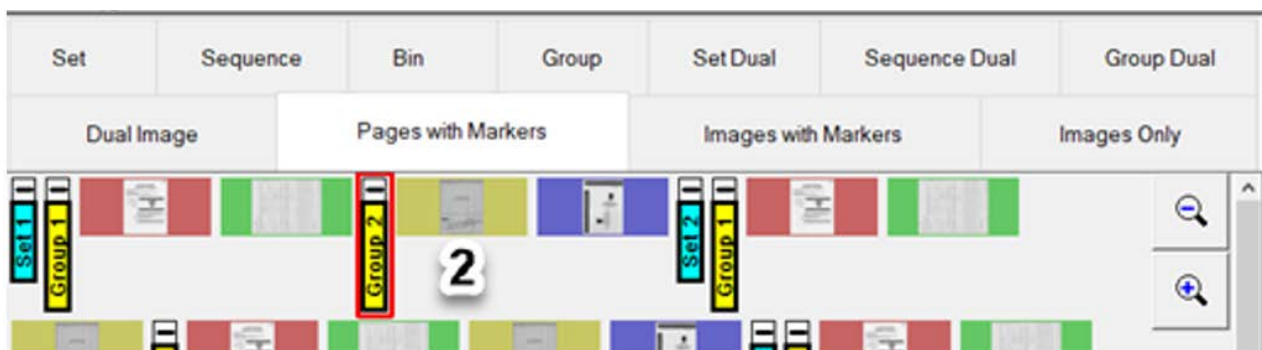 Set Sequence Bin Group Set Dual Sequence Dual Group Dual
Dual Image Pages with Markers Images with Markers Images Only
Set 1
Group 1
Group 2
2
Set 2
Group 1